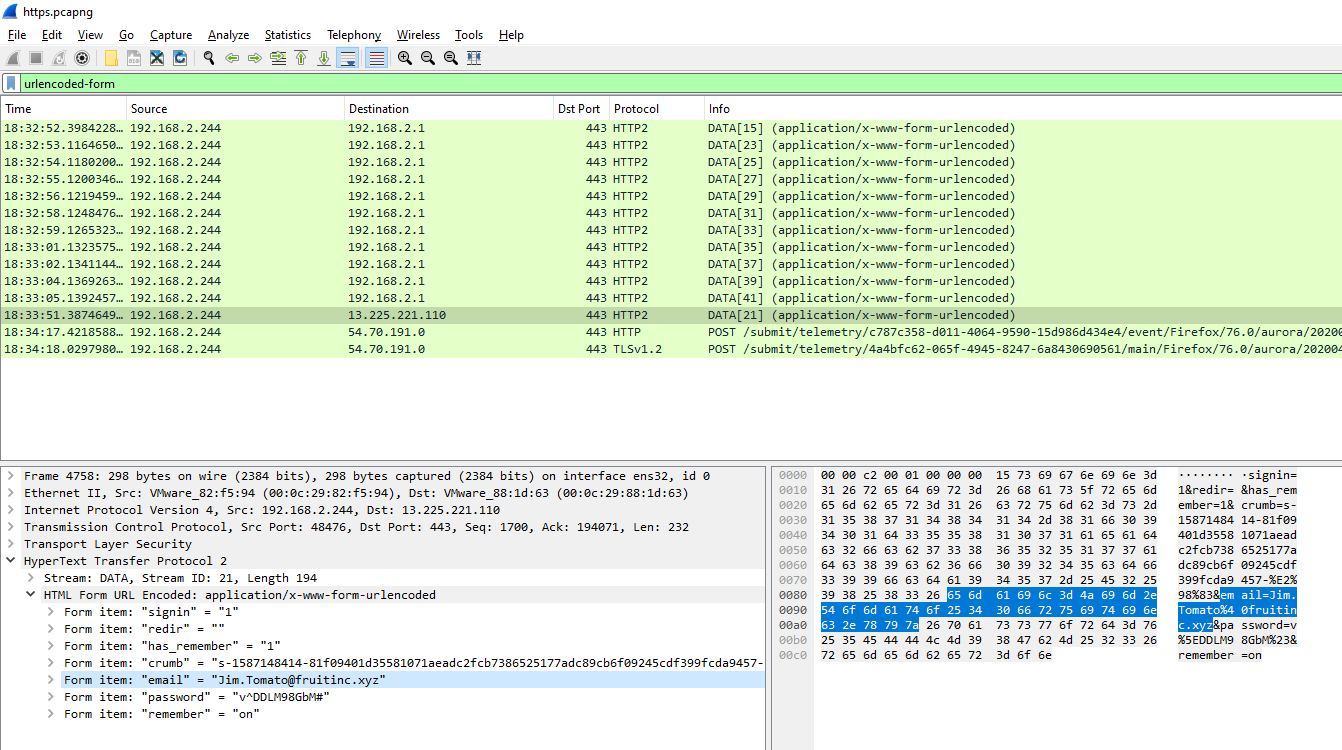 https.pcapng
File Edit View Go Capture Analyze Statistics Telephony Wireless Tools Help
urlencoded-form
Time Source Destination Dst Port Protocol Info
18:32:52.3984228… 192.168.2.244 192.168.2.1 443 HTTP2 DATA[15] (application/x-www-form-urlencoded)
18:32:53.1164650… 192.168.2.244 192.168.2.1 443 HTTP2 DATA[23] (application/x-www-form-urlencoded)
18:32:54.1180200… 192.168.2.244 192.168.2.1 443 HTTP2 DATA[25] (application/x-www-form-urlencoded)
18:32:55.1200346… 192.168.2.244 192.168.2.1 443 HTTP2 DATA[27] (application/x-www-form-urlencoded)
18:32:56.1219459… 192.168.2.244 192.168.2.1 443 HTTP2 DATA[29] (application/x-www-form-urlencoded)
18:32:58.1248476… 192.168.2.244 192.168.2.1 443 HTTP2 DATA[31] (application/x-www-form-urlencoded)
18:32:59.1265323… 192.168.2.244 192.168.2.1 443 HTTP2 DATA[33] (application/x-www-form-urlencoded)
18:33:01.1323575… 192.168.2.244 192.168.2.1 443 HTTP2 DATA[35] (application/x-www-form-urlencoded)
18:33:02.1341144… 192.168.2.244 192.168.2.1 443 HTTP2 DATA[37] (application/x-www-form-urlencoded)
18:33:04.1369263… 192.168.2.244 192.168.2.1 443 HTTP2 DATA[39] (application/x-www-form-urlencoded)
18:33:05.1392457… 192.168.2.244 192.168.2.1 443 HTTP2 DATA[41] (application/x-www-form-urlencoded)
18:33:51.3874649… 192.168.2.244 13.225.221.110 443 HTTP2 DATA[21] (application/x-www-form-urlencoded)
18:34:17.4218588… 192.168.2.244 54.70.191.0 443 HTTP POST /submit/telemetry/c787c358-d011-4064-9590-15d986d434e4/event/Firefox/76.0/aurora/20200
18:34:18.0297980… 192.168.2.244 54.70.191.0 443 TLSv1.2 POST /submit/telemetry/4a4bfc62-065f-4945-8247-6a8430690561/main/Firefox/76.0/aurora/202004
Frame 4758: 298 bytes on wire (2384 bits), 298 bytes captured (2384 bits) on interface ens32, id 0
Ethernet II, Src: VMware_82:f5:94 (00:0c:29:82:f5:94), Dst: VMware_88:1d:63 (00:0c:29:88:1d:63)
Internet Protocol Version 4, Src: 192.168.2.244, Dst: 13.225.221.110
Transmission Control Protocol, Src Port: 48476, Dst Port: 443, Seq: 1700, Ack: 194071, Len: 232
Transport Layer Security
HyperText Transfer Protocol 2
Stream: DATA, Stream ID: 21, Length 194
HTML Form URL Encoded: application/x-www-form-urlencoded
Form item: "signin" = "1"
Form item: "redir" = ""
Form item: "has_remember" = "1"
Form item: "crumb" = "s-1587148414-81f09401d35581071aeadc2fcb7386525177adc89cb6f09245cdf399fcda9457-
Form item: "email" = "Jim.Tomato@fruitinc.xyz"
Form item: "password" = "v^DDLM98GbM#"
Form item: "remember" = "on"
0000 00 00 c2 00 01 00 00 00 15 73 69 67 6e 69 6e 3d ········ ·signin=
0010 31 26 72 65 64 69 72 3d 26 68 61 73 5f 72 65 6d 1&redir= &has_rem
0020 65 6d 62 65 72 3d 31 26 63 72 75 6d 62 3d 73 2d ember=1& crumb=s-
0030 31 35 38 37 31 34 38 34 31 34 2d 38 31 66 30 39 15871484 14-81f09
0040 34 30 31 64 33 35 35 38 31 30 37 31 61 65 61 64 401d3558 1071aead
0050 63 32 66 63 62 37 33 38 36 35 32 35 31 37 37 61 c2fcb738 6525177a
0060 64 63 38 39 63 62 36 66 30 39 32 34 35 63 64 66 dc89cb6f 09245cdf
0070 33 39 39 66 63 64 61 39 34 35 37 2d 25 45 32 25 399fcda9 457-%E2%
0080 39 38 25 38 33 26 65 6d 61 69 6c 3d 4a 69 6d 2e 98%83&em ail=Jim.
0090 54 6f 6d 61 74 6f 25 34 30 66 72 75 69 74 69 6e Tomato%4 0fruitin
00a0 63 2e 78 79 7a 26 70 61 73 73 77 6f 72 64 3d 76 c.xyz&pa ssword=v
00b0 25 35 45 44 44 4c 4d 39 38 47 62 4d 25 32 33 26 %5EDDLM9 8GbM%23&
00c0 72 65 6d 65 6d 62 65 72 3d 6f 6e remember =on